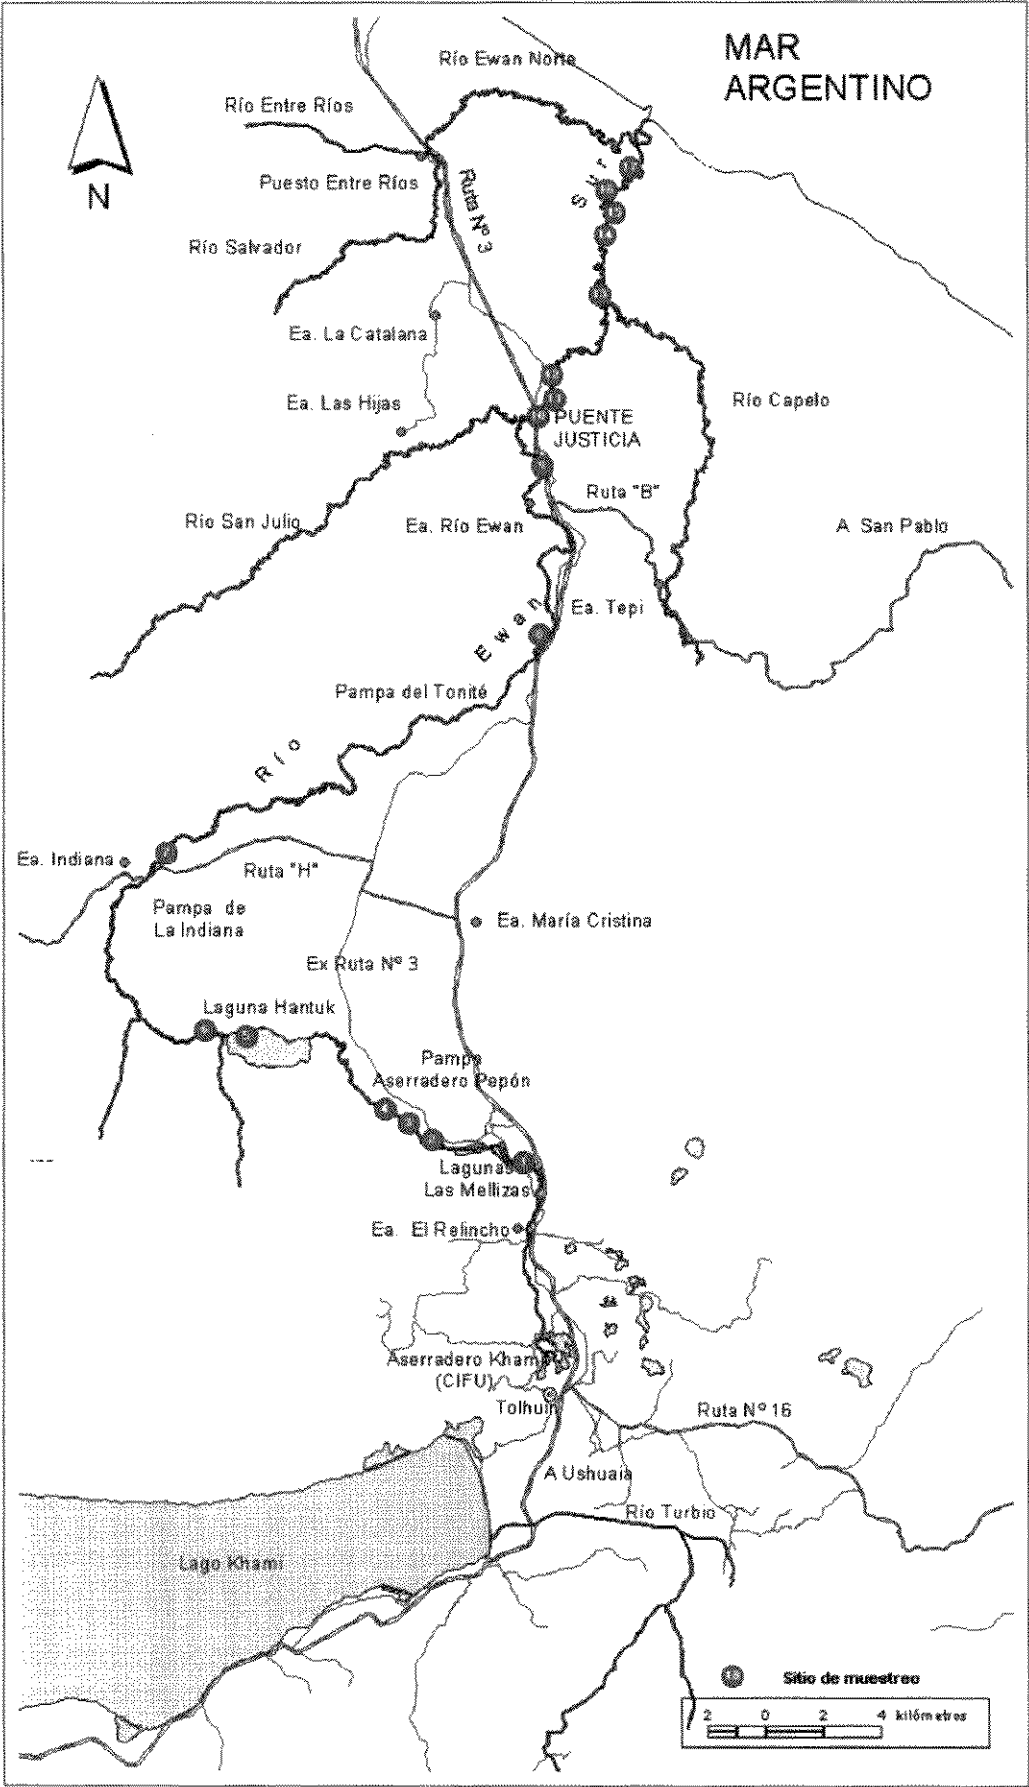 MAR
ARGENTINO
Río Ewan Norte
Río Entre Ríos
N
Puesto Entre Ríos
Ruta Nº 3
Sur
Río Salvador
Ea. La Catalana
Ea. Las Hijas
Río Capelo
PUENTE
JUSTICIA
Ruta "B"
Río San Julio
Ea. Río Ewan
A. San Pablo
Ea. Tepi
Ewan
Pampa del Tonité
Río
Ea. Indiana
Ruta "H"
Pampa de
La Indiana
Ea. María Cristina
Ex Ruta Nº 3
Laguna Hantuk
Pampa
Aserradero Pepón
Lagunas
Las Mellizas
Ea. El Relincho
Aserradero Khami
(CIFU)
Tolhuin
Ruta Nº 16
A Ushuaia
Río Turbio
Lago Khami
Sitio de muestreo
2 0 2 4 kilómetros